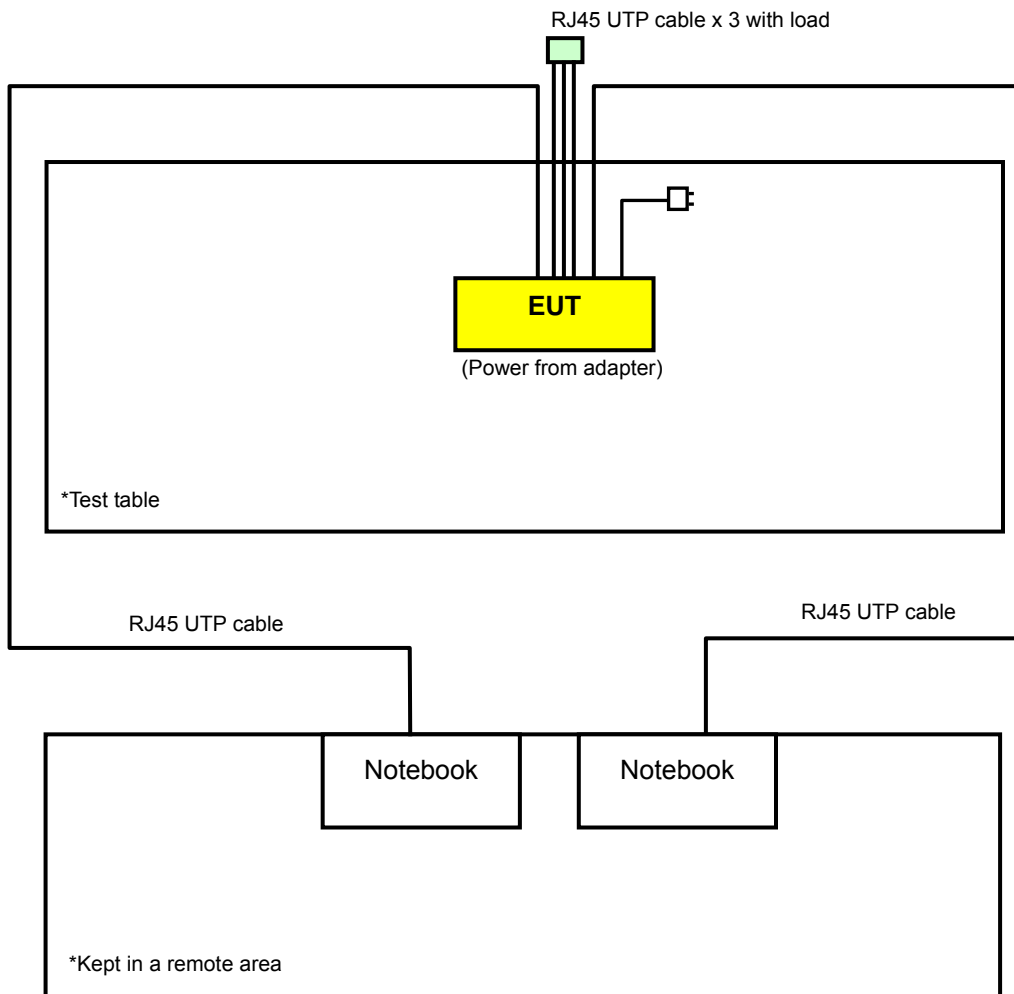 RJ45 UTP cable x 3 with load
EUT
(Power from adapter)
*Test table
RJ45 UTP cable
RJ45 UTP cable
Notebook
Notebook
*Kept in a remote area